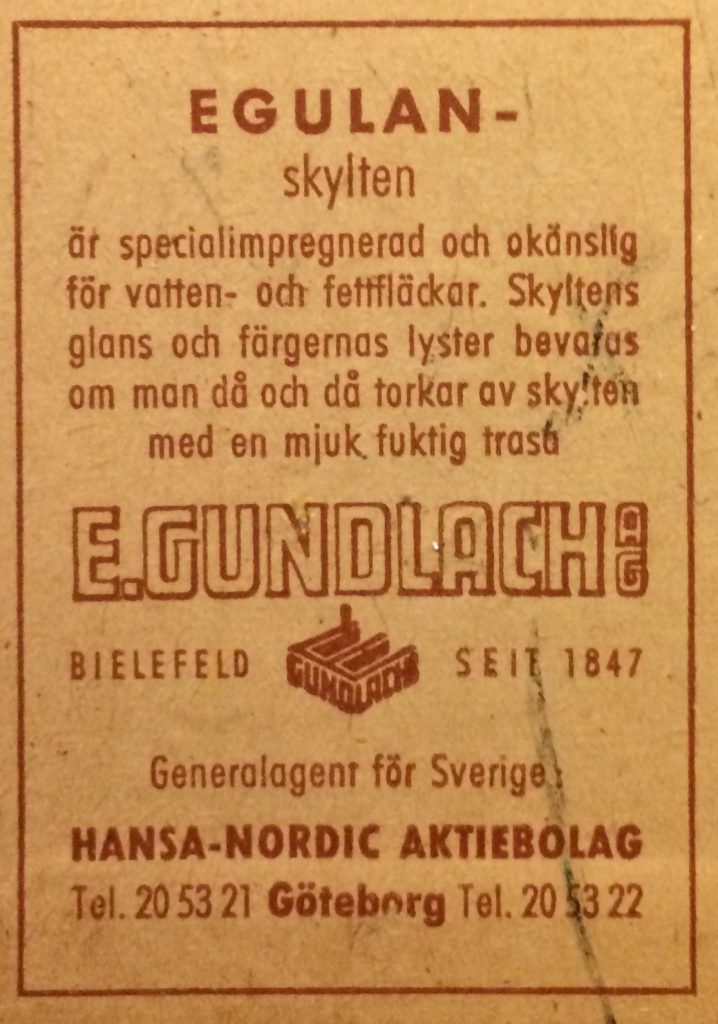 EGULAN-
skylten
är specialimpregnerad och okänslig
för vatten- och fettfläckar. Skyltens
glans och färgernas lyster bevaras
om man då och då torkar av skylten
med en mjuk fuktig trasa
E.GUNDLACH AG
BIELEFELD GUNDLACH SEIT 1847
Generalagent för Sverige:
HANSA-NORDIC AKTIEBOLAG
Tel. 20 53 21 Göteborg Tel. 20 53 22